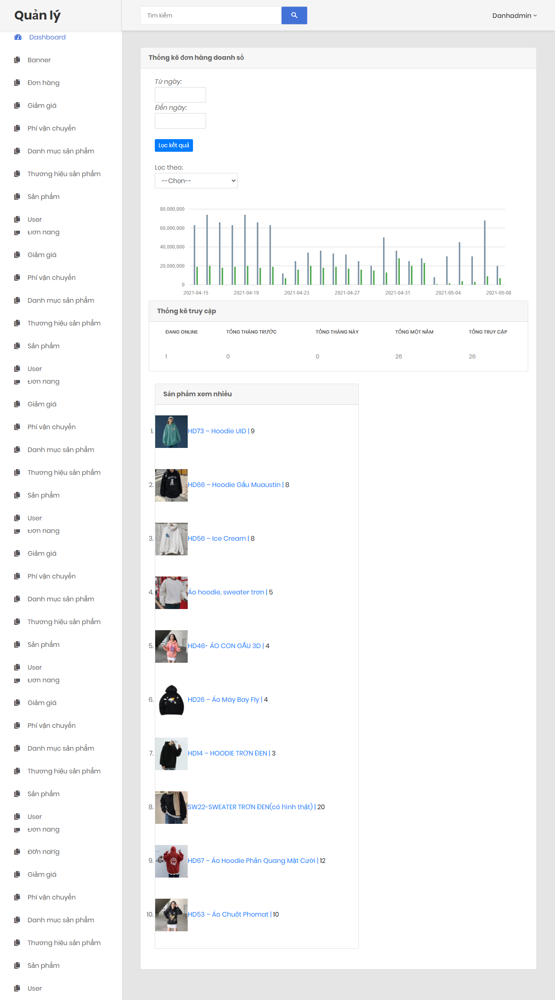 Quản lý
Tìm kiếm
Danhadmin
Dashboard
Banner
Đơn hàng
Giảm giá
Phí vận chuyển
Danh mục sản phẩm
Thương hiệu sản phẩm
Sản phẩm
User
Đơn hàng
Giảm giá
Phí vận chuyển
Danh mục sản phẩm
Thương hiệu sản phẩm
Sản phẩm
User
Đơn hàng
Giảm giá
Phí vận chuyển
Danh mục sản phẩm
Thương hiệu sản phẩm
Sản phẩm
User
Đơn hàng
Giảm giá
Phí vận chuyển
Danh mục sản phẩm
Thương hiệu sản phẩm
Sản phẩm
User
Đơn hàng
Giảm giá
Phí vận chuyển
Danh mục sản phẩm
Thương hiệu sản phẩm
Sản phẩm
User
Đơn hàng
Đơn hàng
Giảm giá
Phí vận chuyển
Danh mục sản phẩm
Thương hiệu sản phẩm
Sản phẩm
User
Thống kê đơn hàng doanh số
Từ ngày:
Đến ngày:
Lọc kết quả
Lọc theo:
--Chọn--
80,000,000
60,000,000
40,000,000
20,000,000
0
2021-04-15 2021-04-19 2021-04-23 2021-04-27 2021-04-31 2021-05-04 2021-05-08
Thống kê truy cập
ĐANG ONLINE TỔNG THÁNG TRƯỚC TỔNG THÁNG NÀY TỔNG MỘT NĂM TỔNG TRUY CẬP
1 0 0 26 26
Sản phẩm xem nhiều
1. HD73 – Hoodie UID | 9
2. HD66 – Hoodie Gấu Muaustin | 8
3. HD56 – Ice Cream | 8
4. Áo hoodie, sweater trơn | 5
5. HD46- ÁO CON GẤU 3D | 4
6. HD26 – Áo Máy Bay Fly | 4
7. HD14 – HOODIE TRƠN ĐEN | 3
8. SW22-SWEATER TRƠN ĐEN(có hình thật) | 20
9. HD67 – Áo Hoodie Phản Quang Mặt Cười | 12
10. HD53 – Áo Chuột Phomat | 10